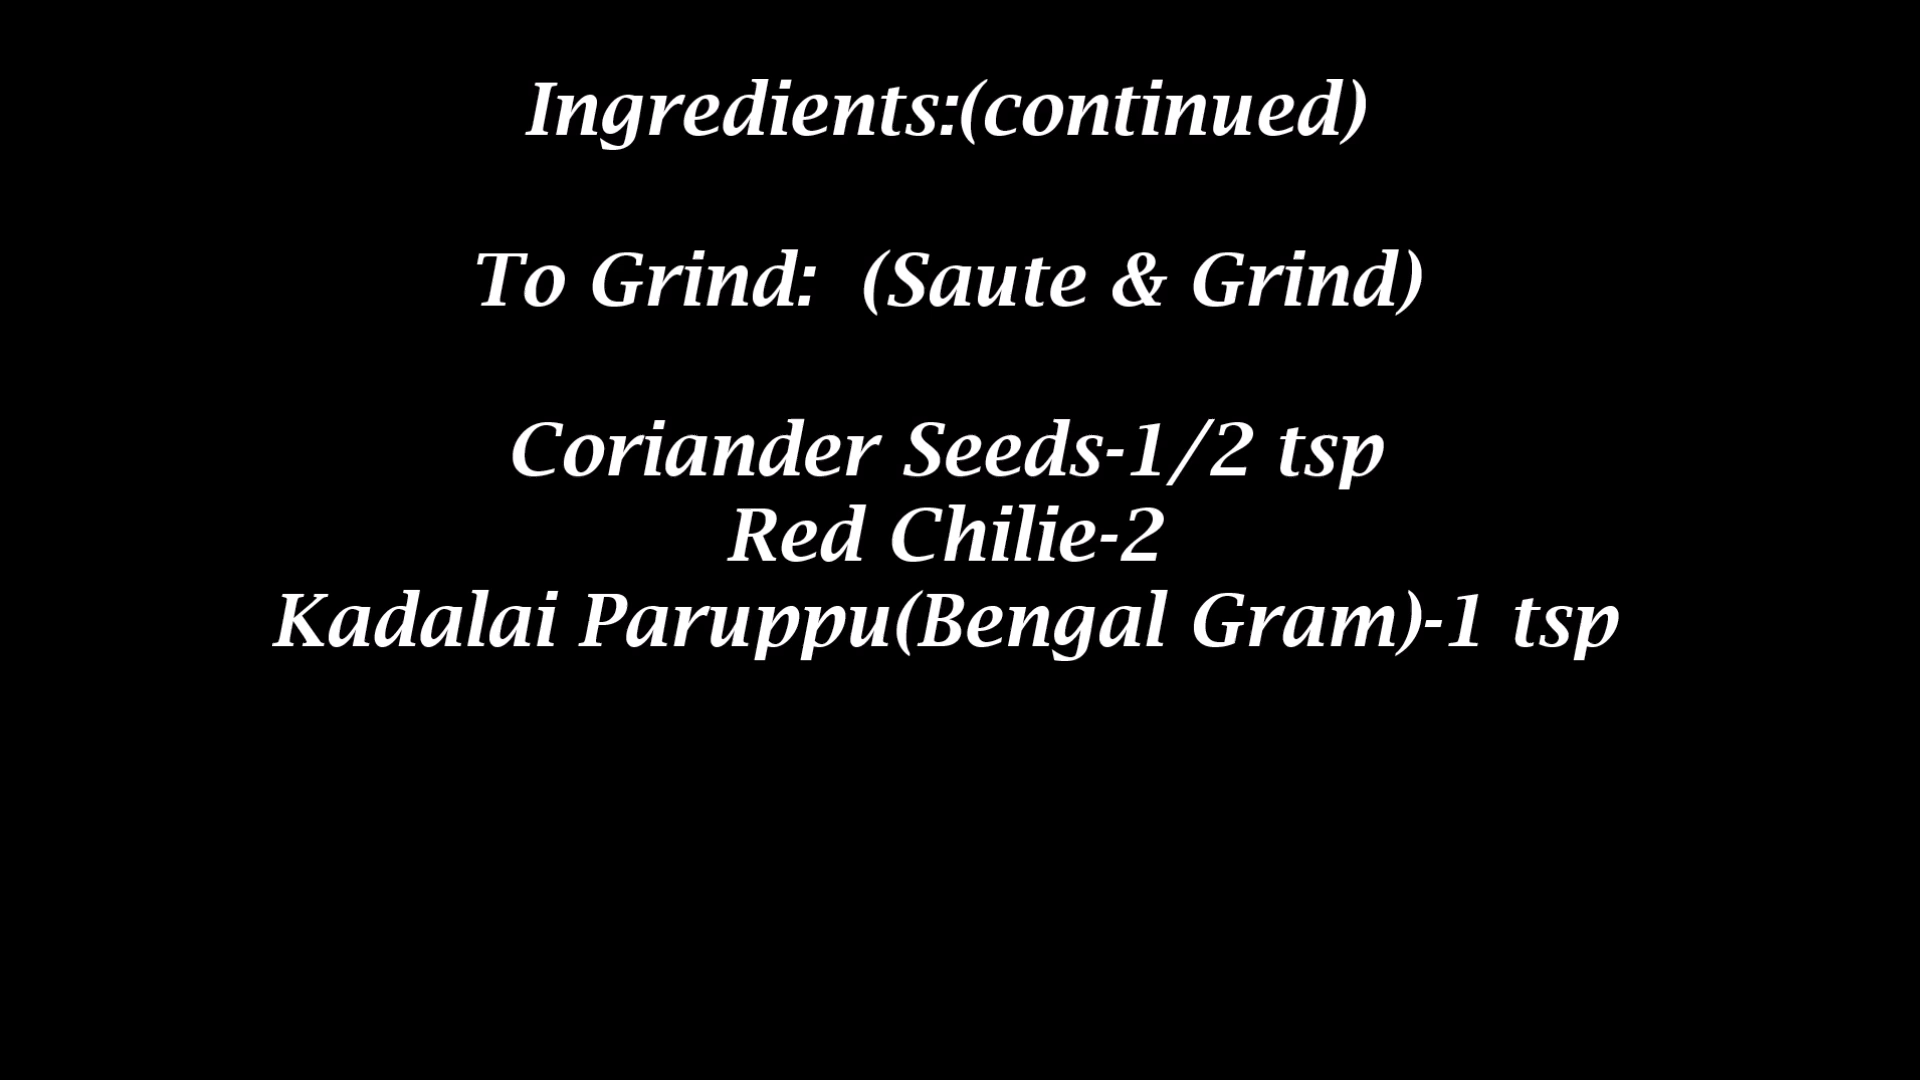 Ingredients:(continued)
To Grind:  (Saute & Grind)
Coriander Seeds-1/2 tsp
Red Chilie-2
Kadalai Paruppu(Bengal Gram)-1 tsp